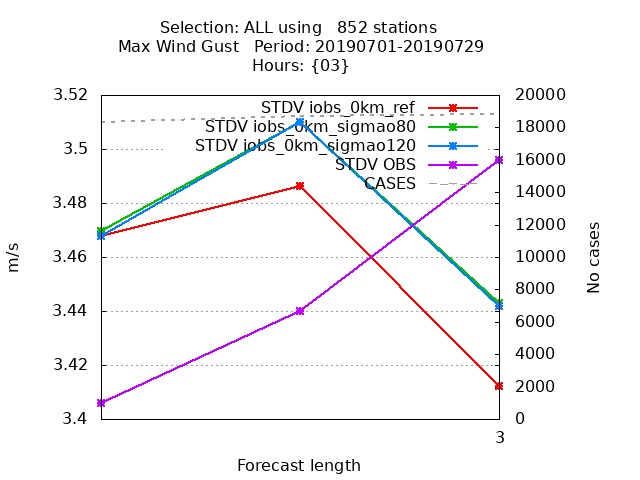 Selection: ALL using   852 stations
Max Wind Gust   Period: 20190701-20190729
Hours: {03}
3.52
3.5
3.48
3.46
3.44
3.42
3.4
m/s
STDV iobs_0km_ref
STDV iobs_0km_sigmao80
STDV iobs_0km_sigmao120
STDV OBS
CASES
20000
18000
16000
14000
12000
10000
8000
6000
4000
2000
0
No cases
3
Forecast length